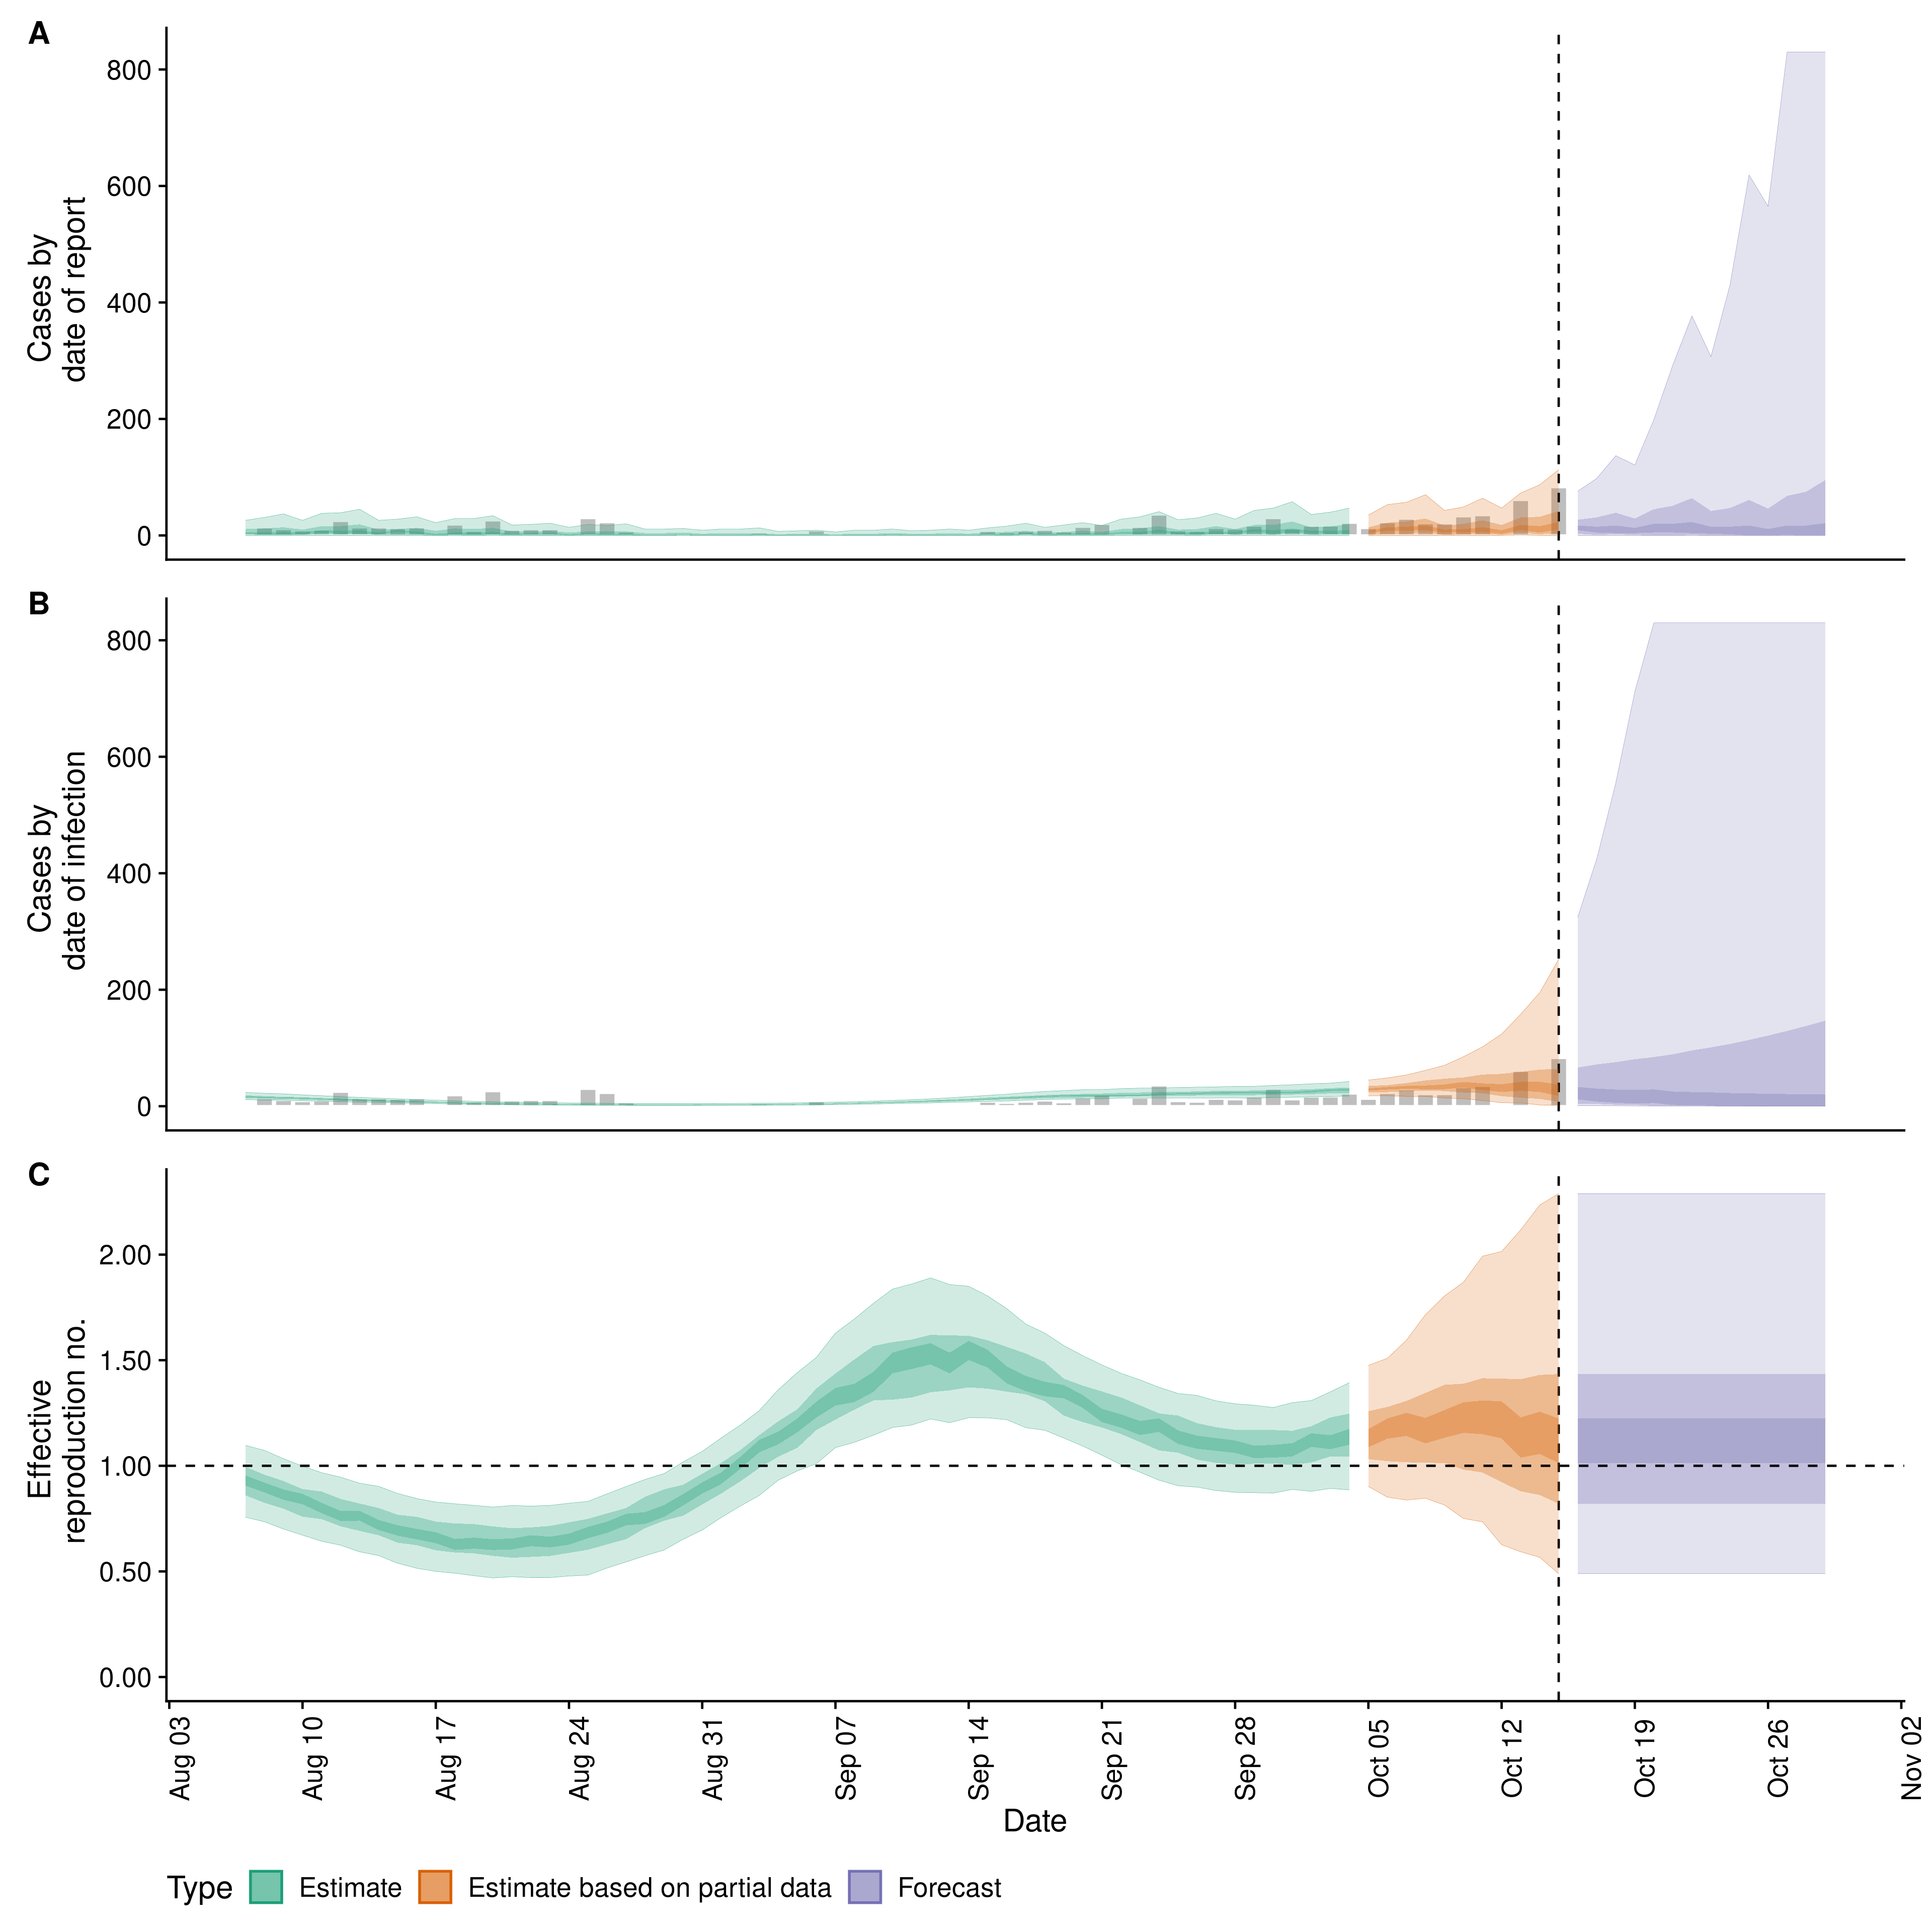 A
Cases by
date of report
800
600
400
200
0
B
Cases by
date of infection
800
600
400
200
0
C
Effective
reproduction no.
2.00
1.50
1.00
0.50
0.00
Aug 03
Aug 10
Aug 17
Aug 24
Aug 31
Sep 07
Sep 14
Sep 21
Sep 28
Oct 05
Oct 12
Oct 19
Oct 26
Nov 02
Date
Type Estimate Estimate based on partial data Forecast